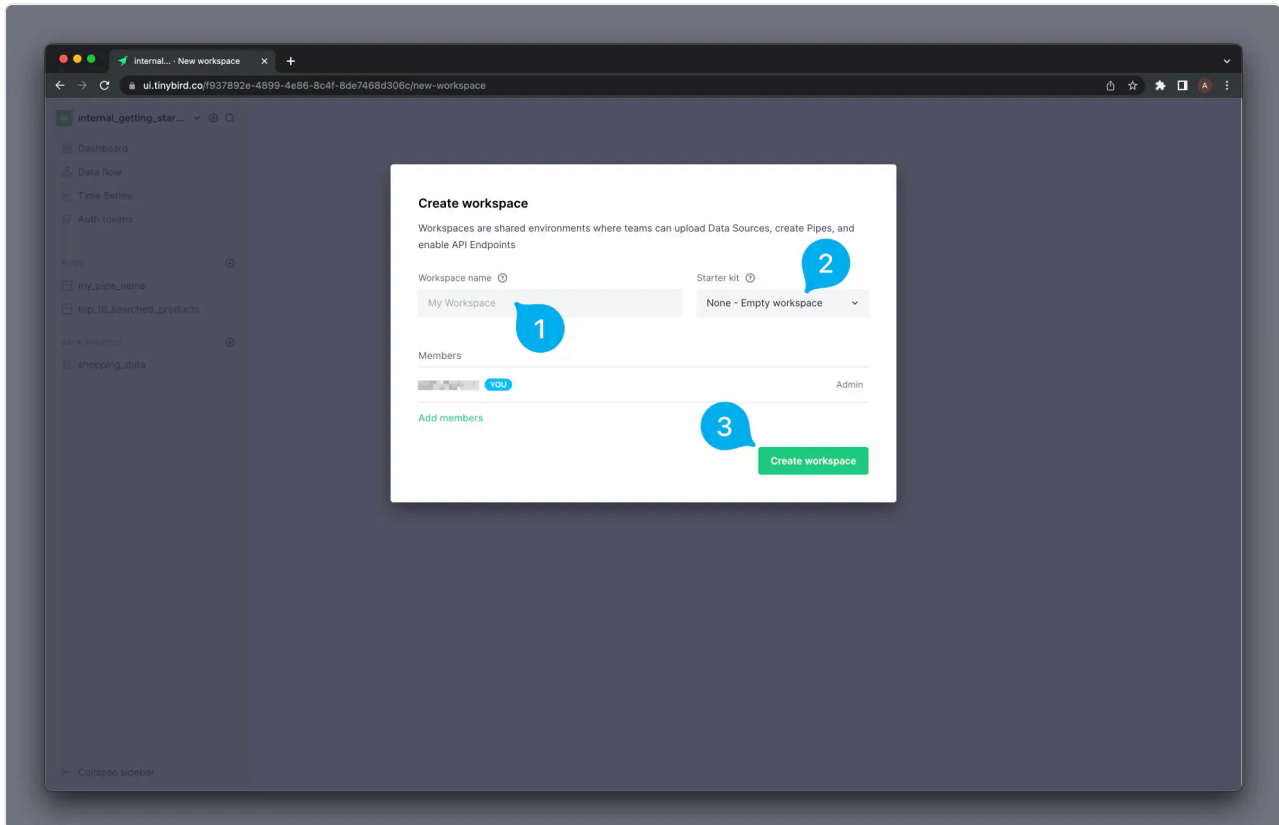 internal... · New workspace
ui.tinybird.co/f937892e-4899-4e86-8c4f-8de7468d306c/new-workspace
A
internal_getting_star...
Dashboard
Data flow
Time Series
Auth tokens
PIPES
my_pipe_name
top_10_searched_products
DATA SOURCES
shopping_data
Collapse sidebar
Create workspace
Workspaces are shared environments where teams can upload Data Sources, create Pipes, and
enable API Endpoints
2
Workspace name
Starter kit
My Workspace
None - Empty workspace
1
Members
YOU
Admin
Add members
3
Create workspace